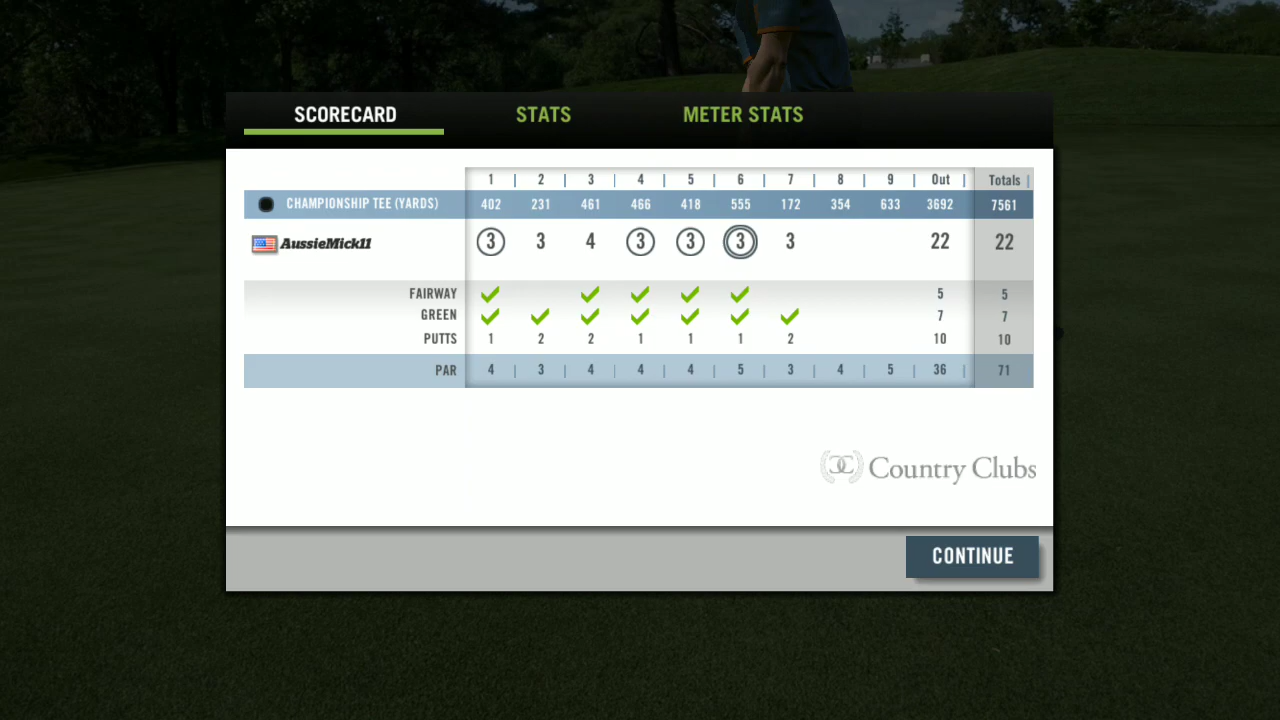 SCORECARD STATS METER STATS
1 | 2 | 3 | 4 | 5 | 6 | 7 | 8 | 9 | Out | Totals |
CHAMPIONSHIP TEE (YARDS) 402 231 461 466 418 555 172 354 633 3692 7561
AussieMick11 3 3 4 3 3 3 3 22 22
FAIRWAY 5 5
GREEN 7 7
PUTTS 1 2 2 1 1 1 2 10 10
PAR 4 | 3 | 4 | 4 | 4 | 5 | 3 | 4 | 5 | 36 | 71
CC Country Clubs
CONTINUE